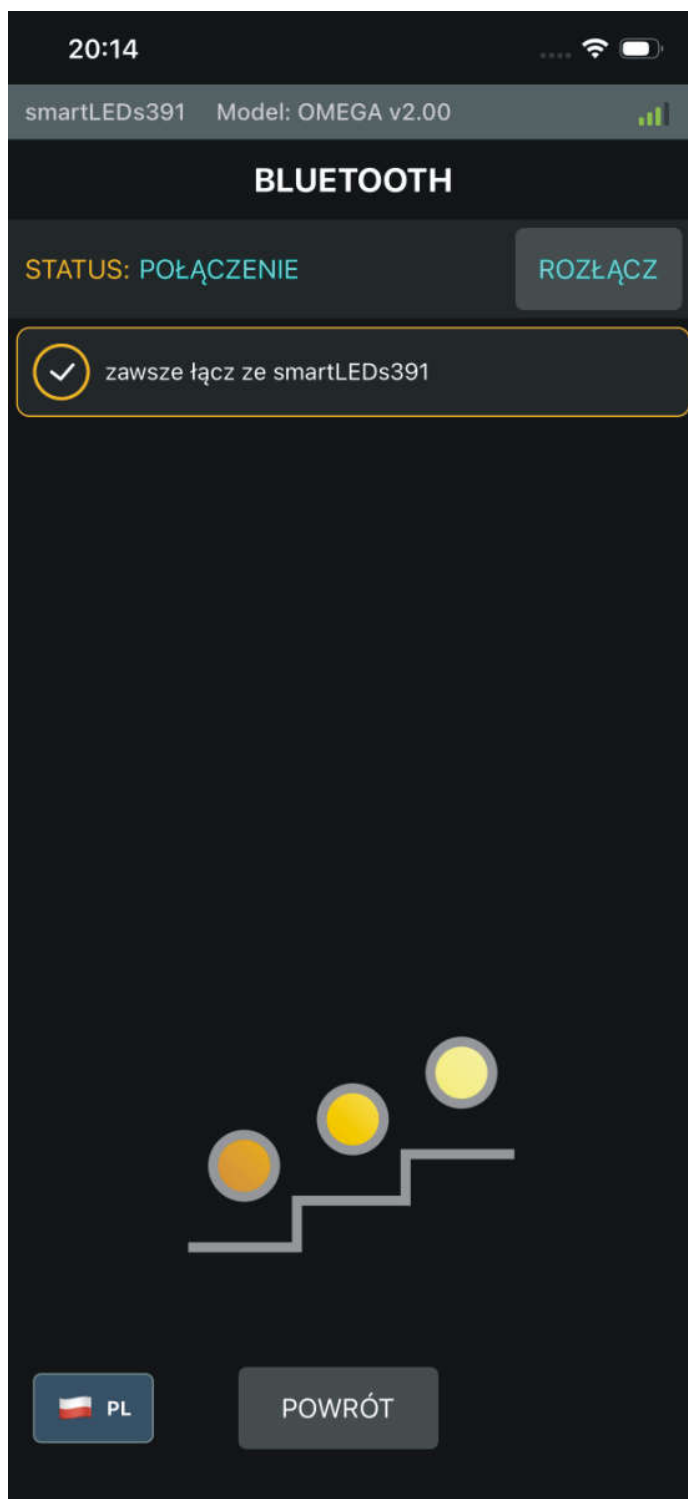 20:14
smartLEDs391 Model: OMEGA v2.00
BLUETOOTH
STATUS: POŁĄCZENIE ROZŁĄCZ
zawsze łącz ze smartLEDs391
PL POWRÓT